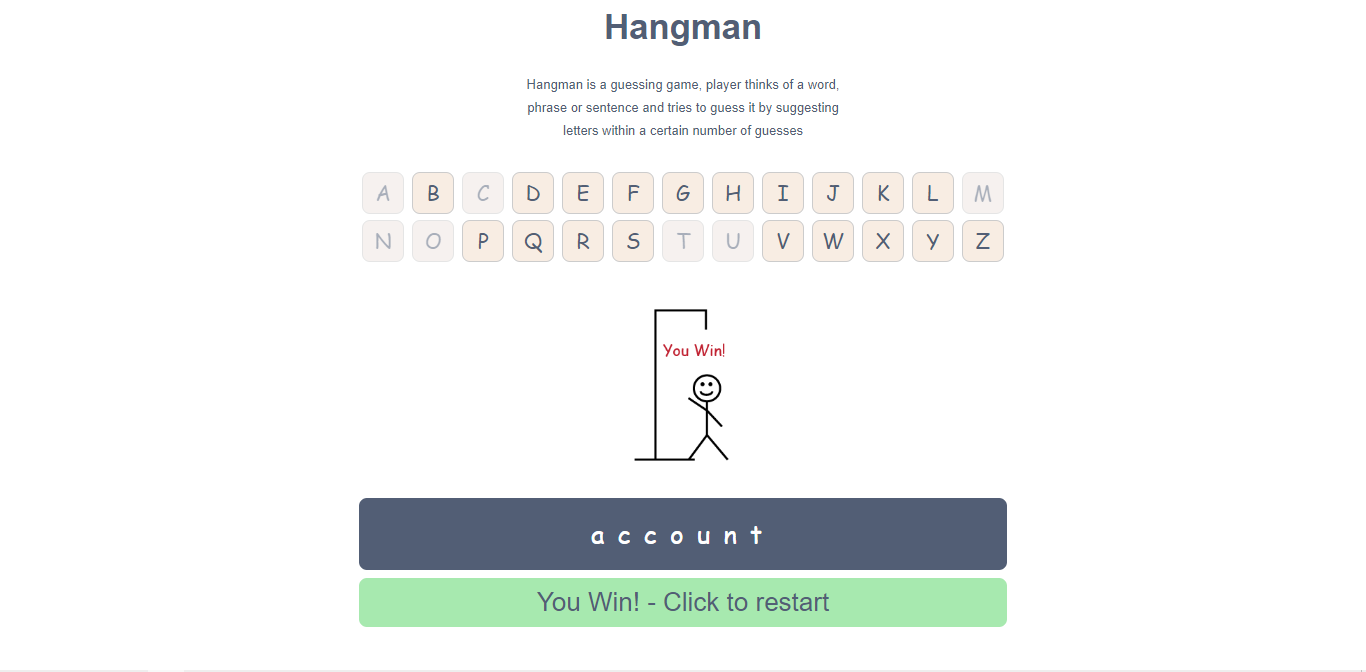 Hangman
Hangman is a guessing game, player thinks of a word,
phrase or sentence and tries to guess it by suggesting
letters within a certain number of guesses
A B C D E F G H I J K L M
N O P Q R S T U V W X Y Z
You Win!
a c c o u n t
You Win! - Click to restart